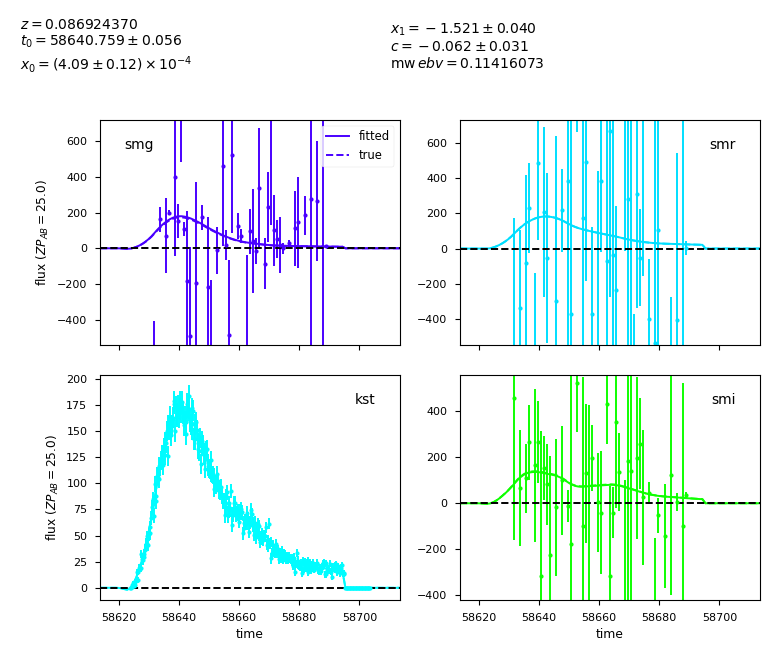 z = 0.086924370
t0 = 58640.759 ± 0.056
x0 = (4.09 ± 0.12) × 10^−4
x1 = −1.521 ± 0.040
c = −0.062 ± 0.031
mw ebv = 0.11416073
600
400
200
0
−200
−400
flux (ZP_AB = 25.0)
smg
fitted
true
600
400
200
0
−200
−400
smr
200
175
150
125
100
75
50
25
0
flux (ZP_AB = 25.0)
kst
58620 58640 58660 58680 58700
time
400
200
0
−200
−400
smi
58620 58640 58660 58680 58700
time